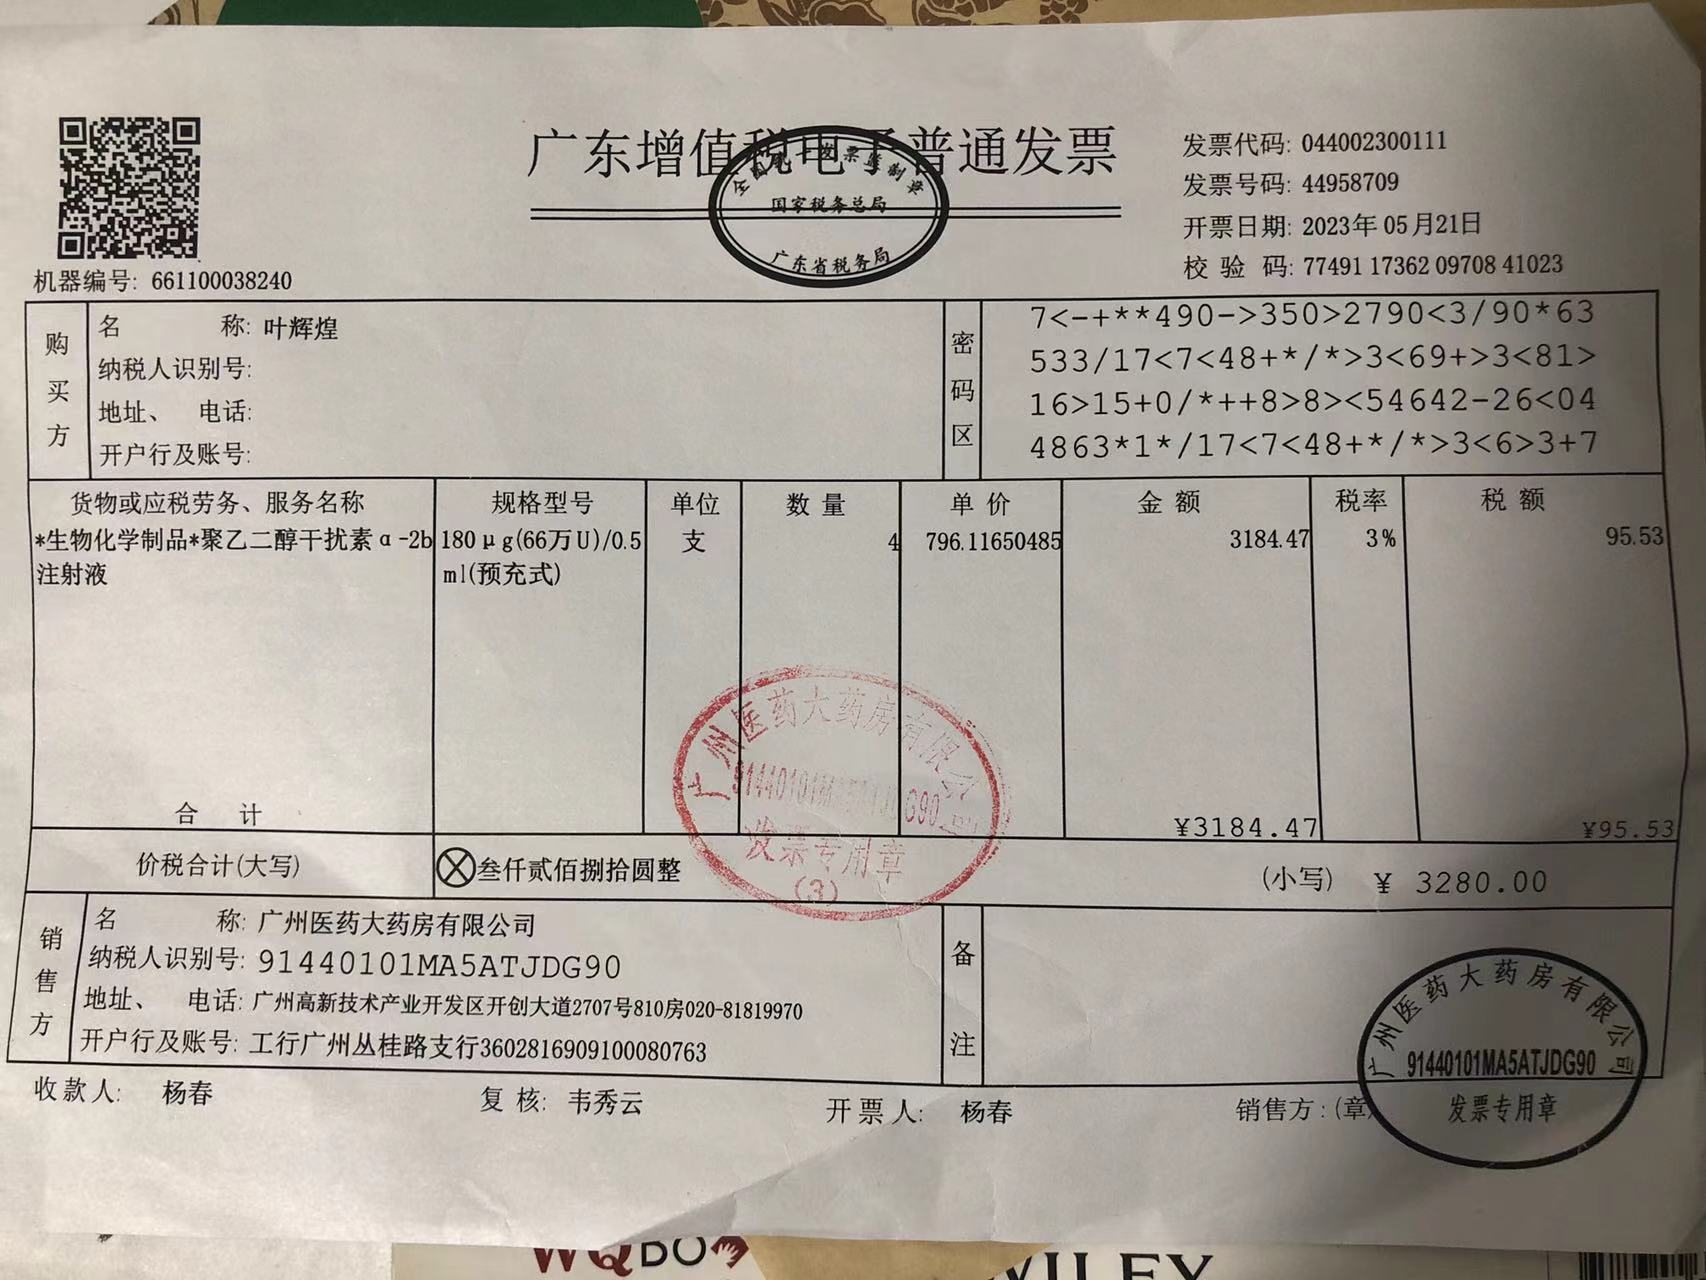 广东增值税电子普通发票
全国统一发票监制章
国家税务总局
广东省税务局
发票代码: 044002300111
发票号码: 44958709
开票日期: 2023年05月21日
校 验 码: 77491 17362 09708 41023
机器编号: 661100038240
购买方
名 称: 叶辉煌
纳税人识别号:
地址、 电话:
开户行及账号:
密码区
7<-+**490->350>2790<3/90*63
533/17<7<48+*/*>3<69+>3<81>
16>15+0/*++8>8><54642-26<04
4863*1*/17<7<48+*/*>3<6>3+7
货物或应税劳务、服务名称 规格型号 单位 数 量 单 价 金 额 税率 税 额
*生物化学制品*聚乙二醇干扰素α-2b 180μg(66万U)/0.5 支 4 796.11650485 3184.47 3% 95.53
注射液 ml(预充式)
合 计 ¥3184.47 ¥95.53
价税合计(大写) 叁仟贰佰捌拾圆整 (小写) ¥ 3280.00
广州医药大药房有限公司
发票专用章
(3)
销售方
名 称: 广州医药大药房有限公司
纳税人识别号: 91440101MA5ATJDG90
地址、 电话: 广州高新技术产业开发区开创大道2707号810房020-81819970
开户行及账号: 工行广州丛桂路支行3602816909100080763
备注
收款人: 杨春 复 核: 韦秀云 开票人: 杨春 销售方:(章)
广州医药大药房有限公司
91440101MA5ATJDG90
发票专用章
WQBO
WILEY